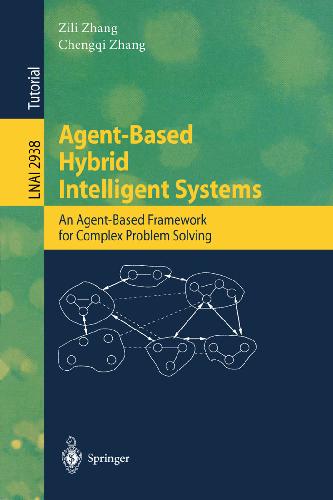 Zili Zhang
Chengqi Zhang
Tutorial
LNAI 2938
Agent-Based
Hybrid
Intelligent Systems
An Agent-Based Framework
for Complex Problem Solving
Springer